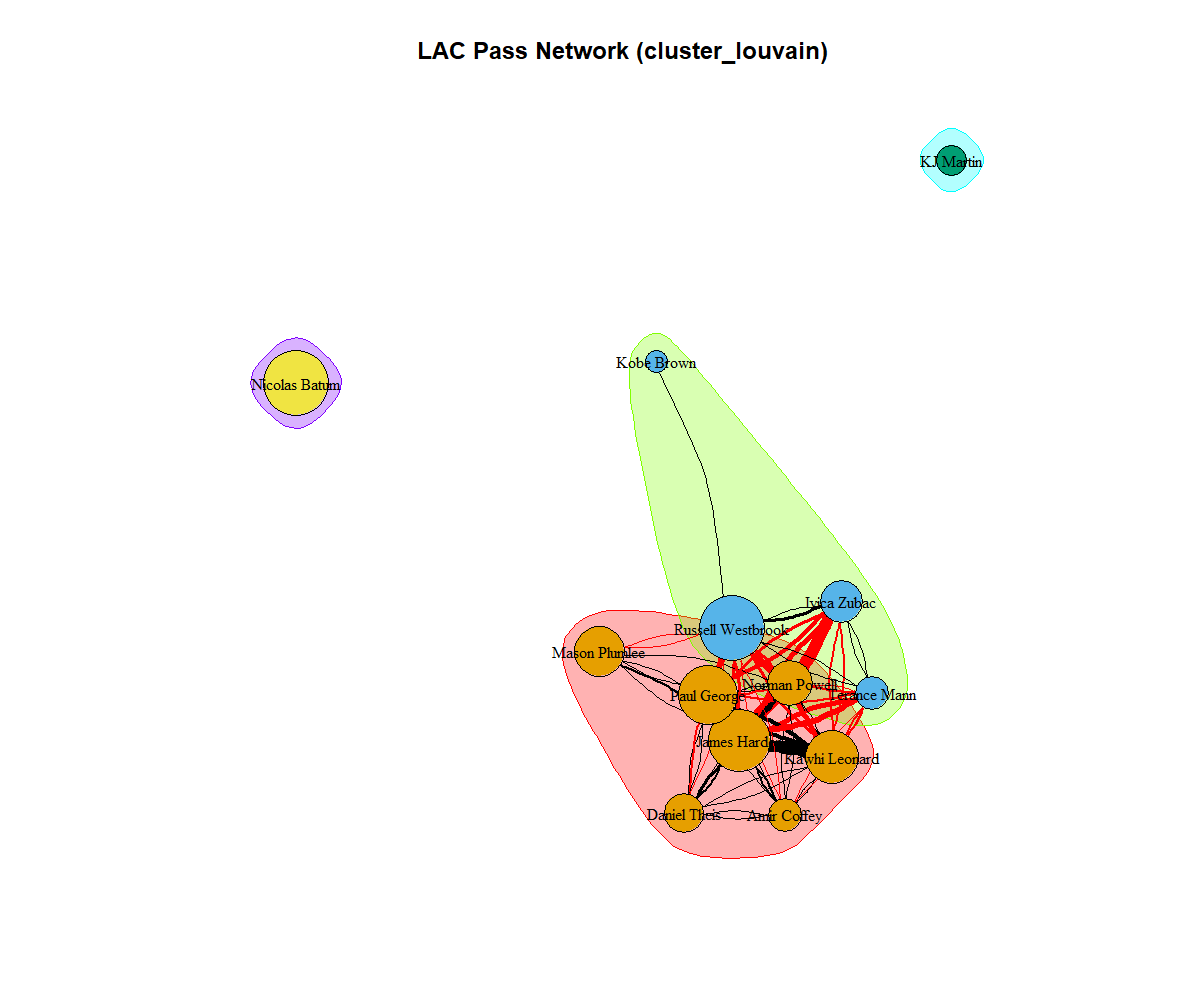 LAC Pass Network (cluster_louvain)
KJ Martin
Kobe Brown
Nicolas Batum
Ivica Zubac
Russell Westbrook
Mason Plumlee
Norman Powell
Paul George
Terance Mann
James Harden
Kawhi Leonard
Daniel Theis
Amir Coffey